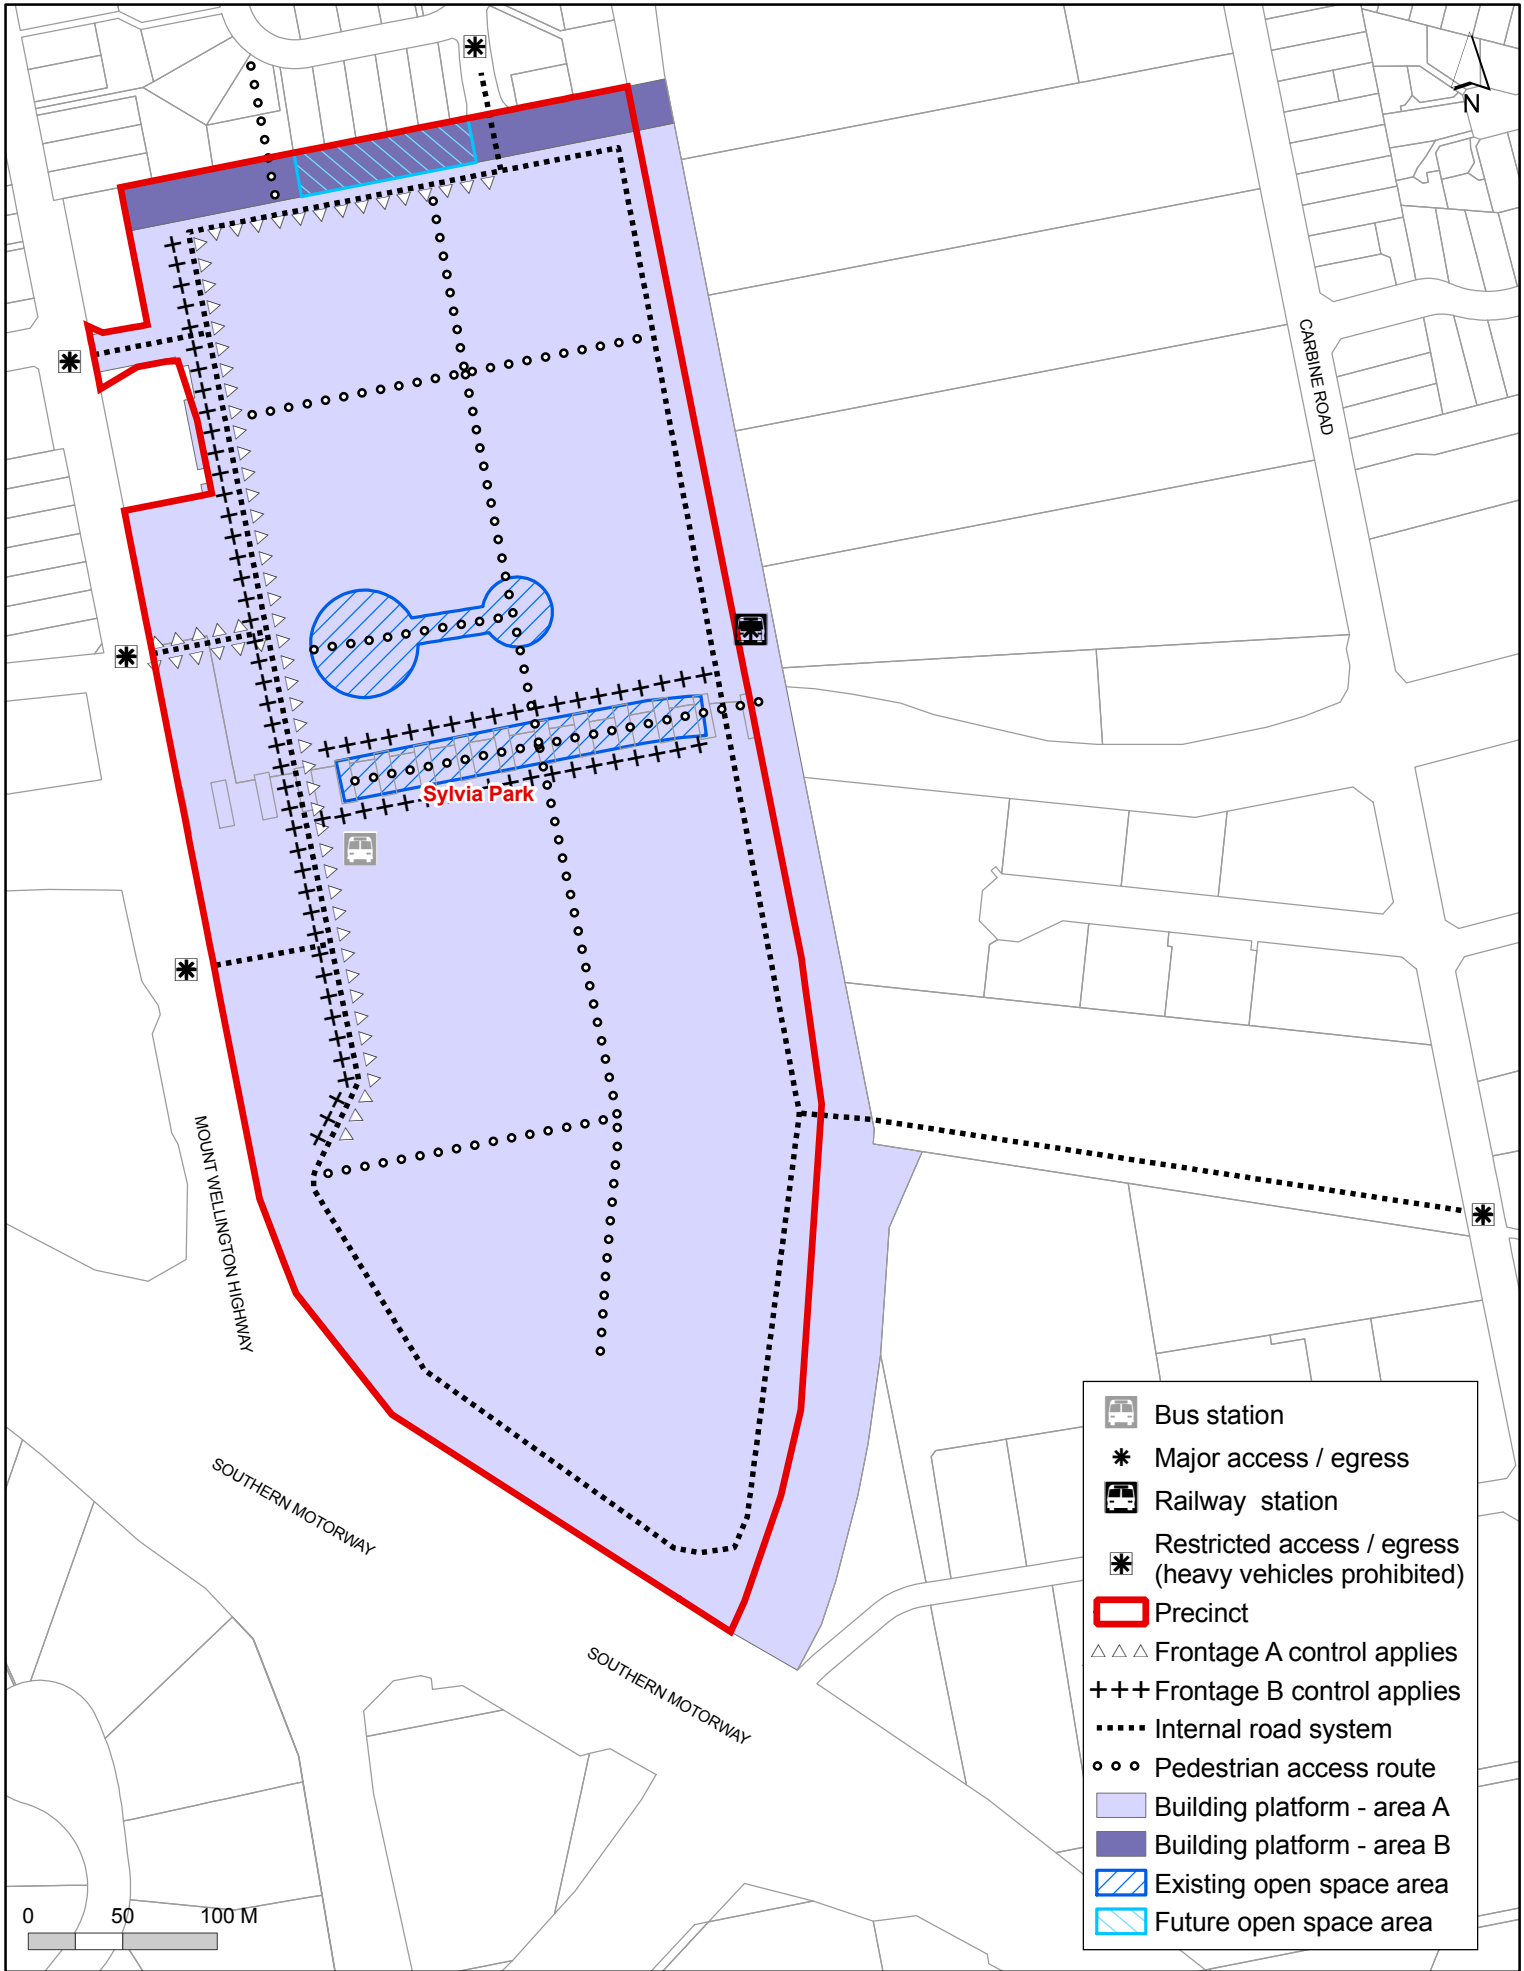 N
CARBINE ROAD
Sylvia Park
MOUNT WELLINGTON HIGHWAY
SOUTHERN MOTORWAY
SOUTHERN MOTORWAY
Bus station
Major access / egress
Railway station
Restricted access / egress
(heavy vehicles prohibited)
Precinct
Frontage A control applies
Frontage B control applies
Internal road system
Pedestrian access route
Building platform - area A
Building platform - area B
Existing open space area
Future open space area
0 50 100 M